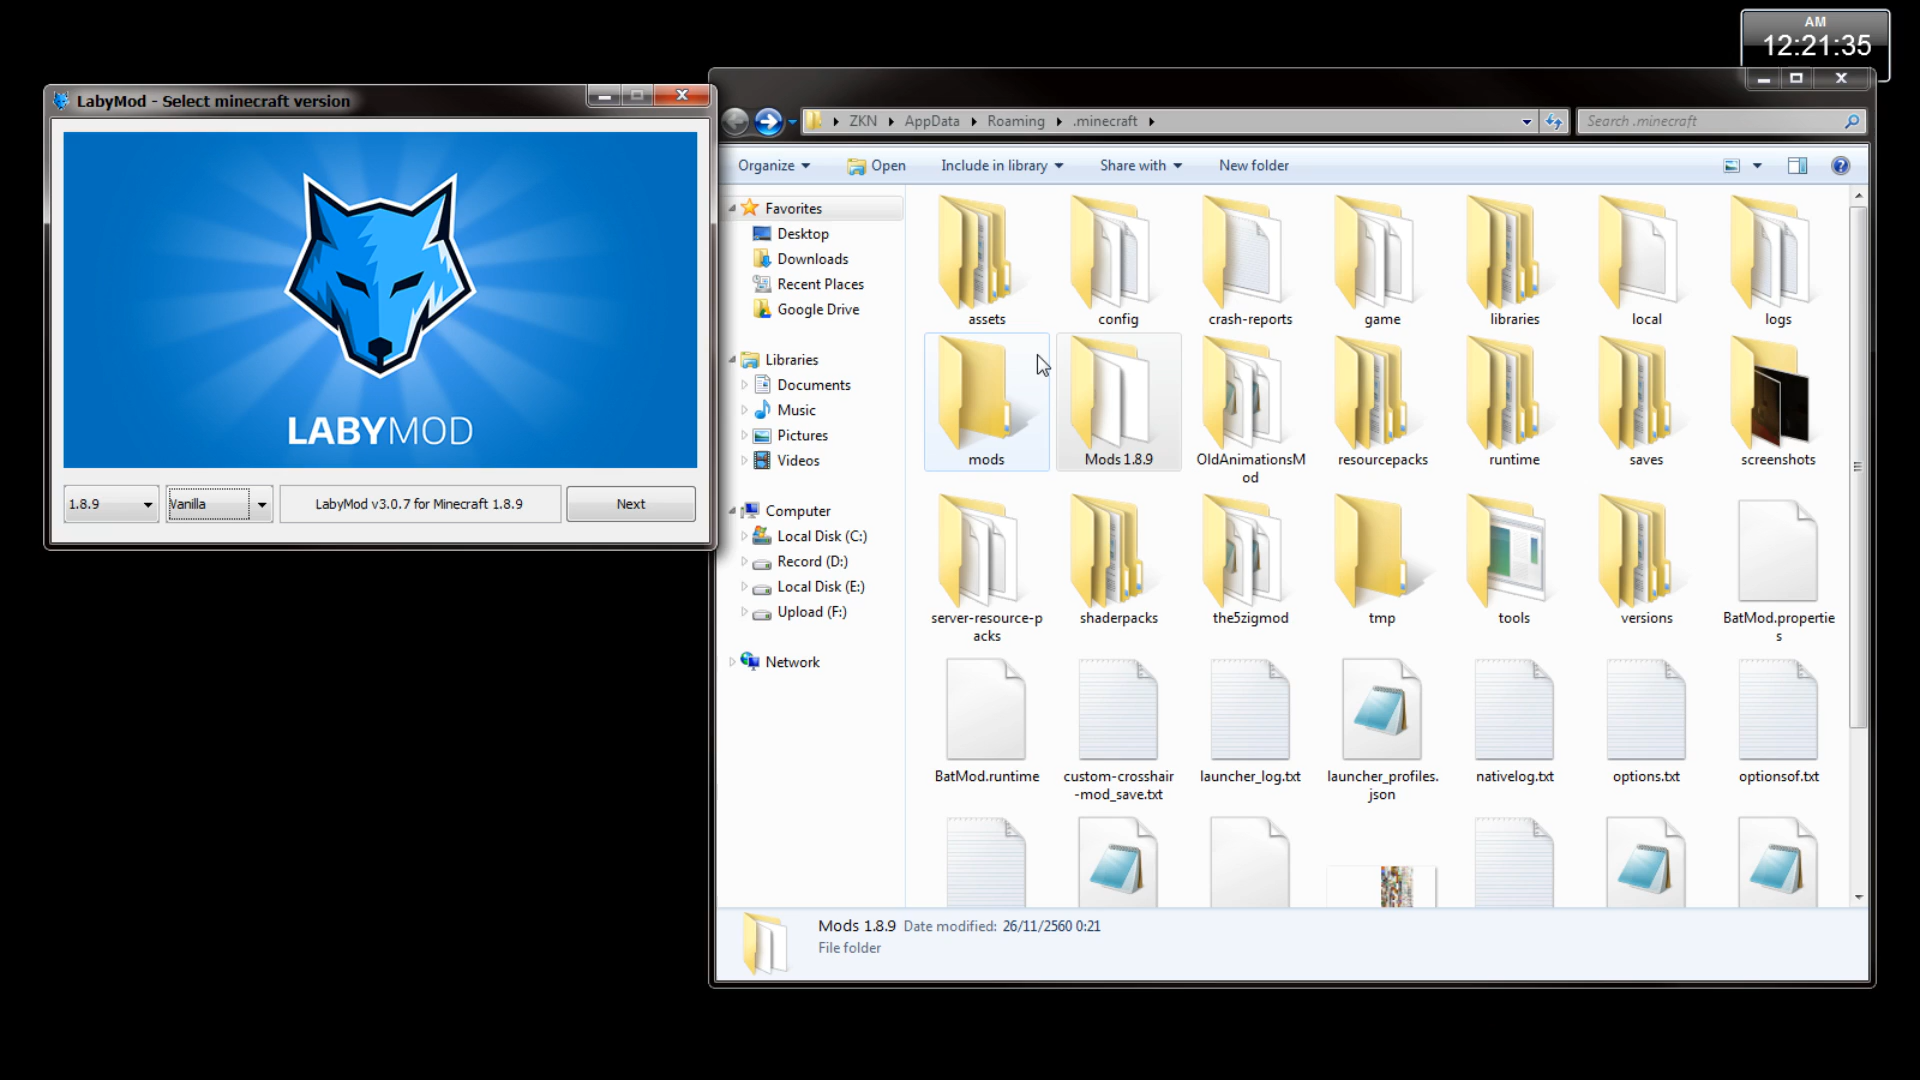 AM
12:21:35
LabyMod - Select minecraft version
LABYMOD
1.8.9
Vanilla
LabyMod v3.0.7 for Minecraft 1.8.9
Next
ZKN
AppData
Roaming
.minecraft
Search .minecraft
Organize
Open
Include in library
Share with
New folder
Favorites
Desktop
Downloads
Recent Places
Google Drive
Libraries
Documents
Music
Pictures
Videos
Computer
Local Disk (C:)
Record (D:)
Local Disk (E:)
Upload (F:)
Network
assets
config
crash-reports
game
libraries
local
logs
mods
Mods 1.8.9
OldAnimationsM
od
resourcepacks
runtime
saves
screenshots
server-resource-p
acks
shaderpacks
the5zigmod
tmp
tools
versions
BatMod.propertie
s
BatMod.runtime
custom-crosshair
-mod_save.txt
launcher_log.txt
launcher_profiles.
json
nativelog.txt
options.txt
optionsof.txt
Mods 1.8.9
Date modified: 26/11/2560 0:21
File folder